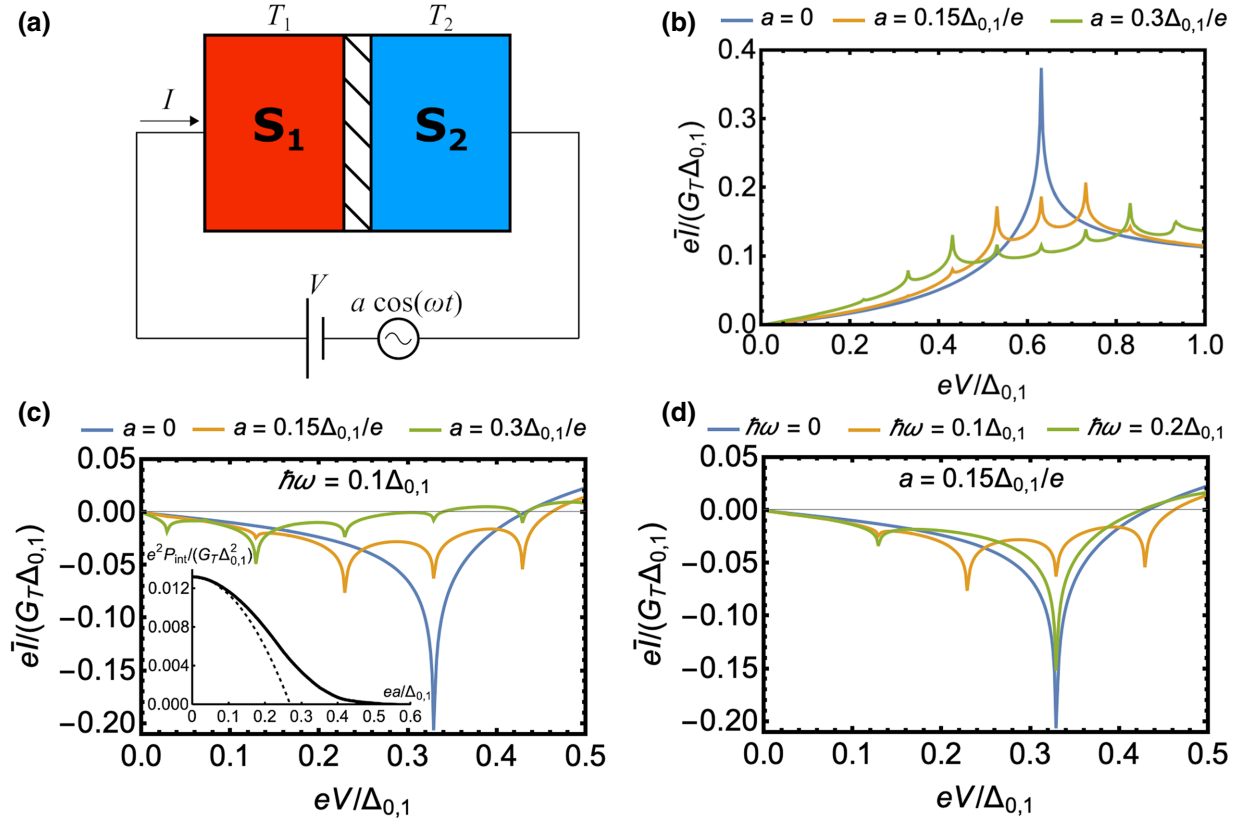 (a)
T₁ T₂
I
S₁ S₂
V
a cos(ωt)
(b)
a = 0 a = 0.15Δ₀,₁/e a = 0.3Δ₀,₁/e
eĪ/(G_TΔ₀,₁)
0.4
0.3
0.2
0.1
0.0
0.0 0.2 0.4 0.6 0.8 1.0
eV/Δ₀,₁
(c)
a = 0 a = 0.15Δ₀,₁/e a = 0.3Δ₀,₁/e
ħω = 0.1Δ₀,₁
eĪ/(G_TΔ₀,₁)
0.05
0.00
−0.05
−0.10
−0.15
−0.20
e²P_int/(G_TΔ²₀,₁)
0.012
0.008
0.004
0.000
0 0.1 0.2 0.3 0.4 0.5 0.6
ea/Δ₀,₁
0.0 0.1 0.2 0.3 0.4 0.5
eV/Δ₀,₁
(d)
ħω = 0 ħω = 0.1Δ₀,₁ ħω = 0.2Δ₀,₁
a = 0.15Δ₀,₁/e
eĪ/(G_TΔ₀,₁)
0.05
0.00
−0.05
−0.10
−0.15
−0.20
0.0 0.1 0.2 0.3 0.4 0.5
eV/Δ₀,₁